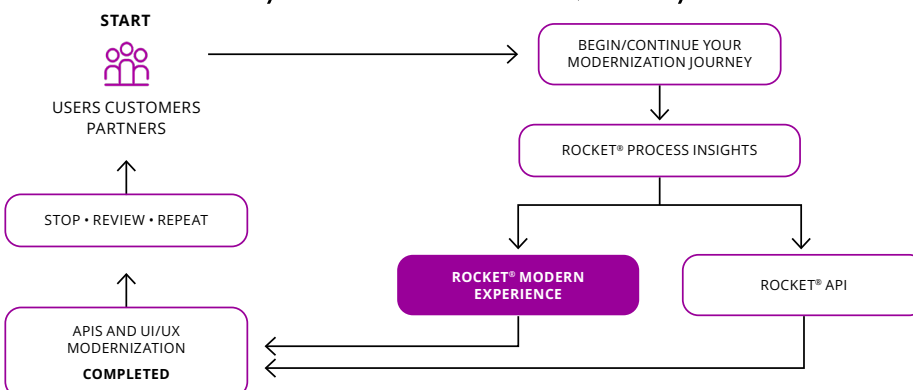 START
USERS CUSTOMERS
PARTNERS
BEGIN/CONTINUE YOUR
MODERNIZATION JOURNEY
ROCKET® PROCESS INSIGHTS
STOP • REVIEW • REPEAT
ROCKET® MODERN
EXPERIENCE
ROCKET® API
APIS AND UI/UX
MODERNIZATION
COMPLETED